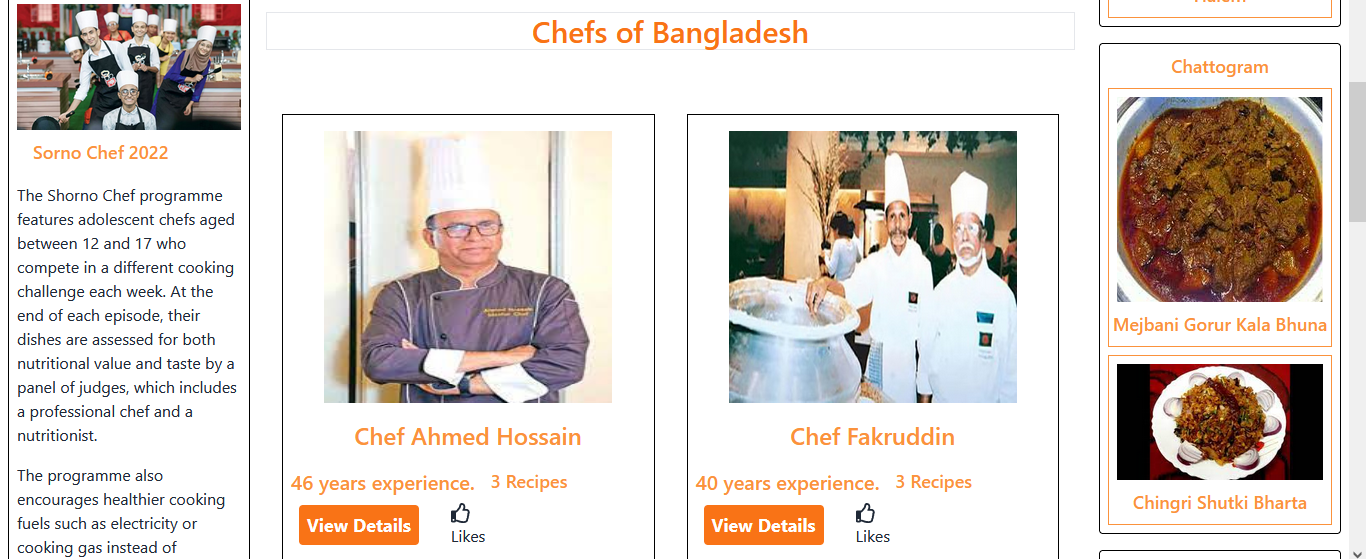 Sorno Chef 2022
The Shorno Chef programme
features adolescent chefs aged
between 12 and 17 who
compete in a different cooking
challenge each week. At the
end of each episode, their
dishes are assessed for both
nutritional value and taste by a
panel of judges, which includes
a professional chef and a
nutritionist.
The programme also
encourages healthier cooking
fuels such as electricity or
cooking gas instead of
Chefs of Bangladesh
Chef Ahmed Hossain
46 years experience.
3 Recipes
View Details
Likes
Chef Fakruddin
40 years experience.
3 Recipes
View Details
Likes
Chattogram
Mejbani Gorur Kala Bhuna
Chingri Shutki Bharta